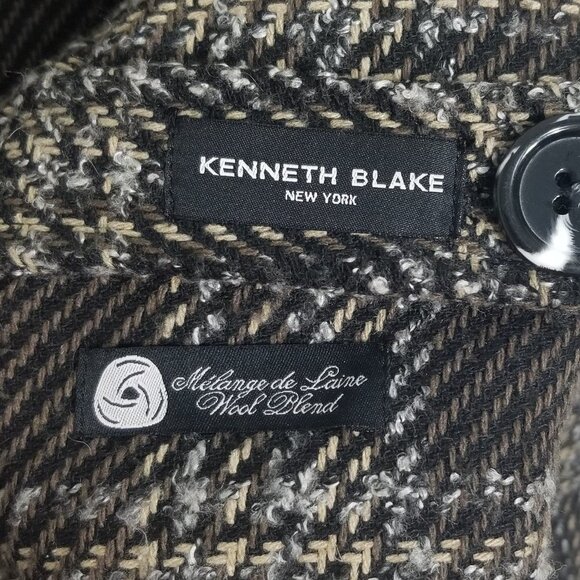 KENNETH BLAKE
NEW YORK
Mélange de Laine
Wool Blend